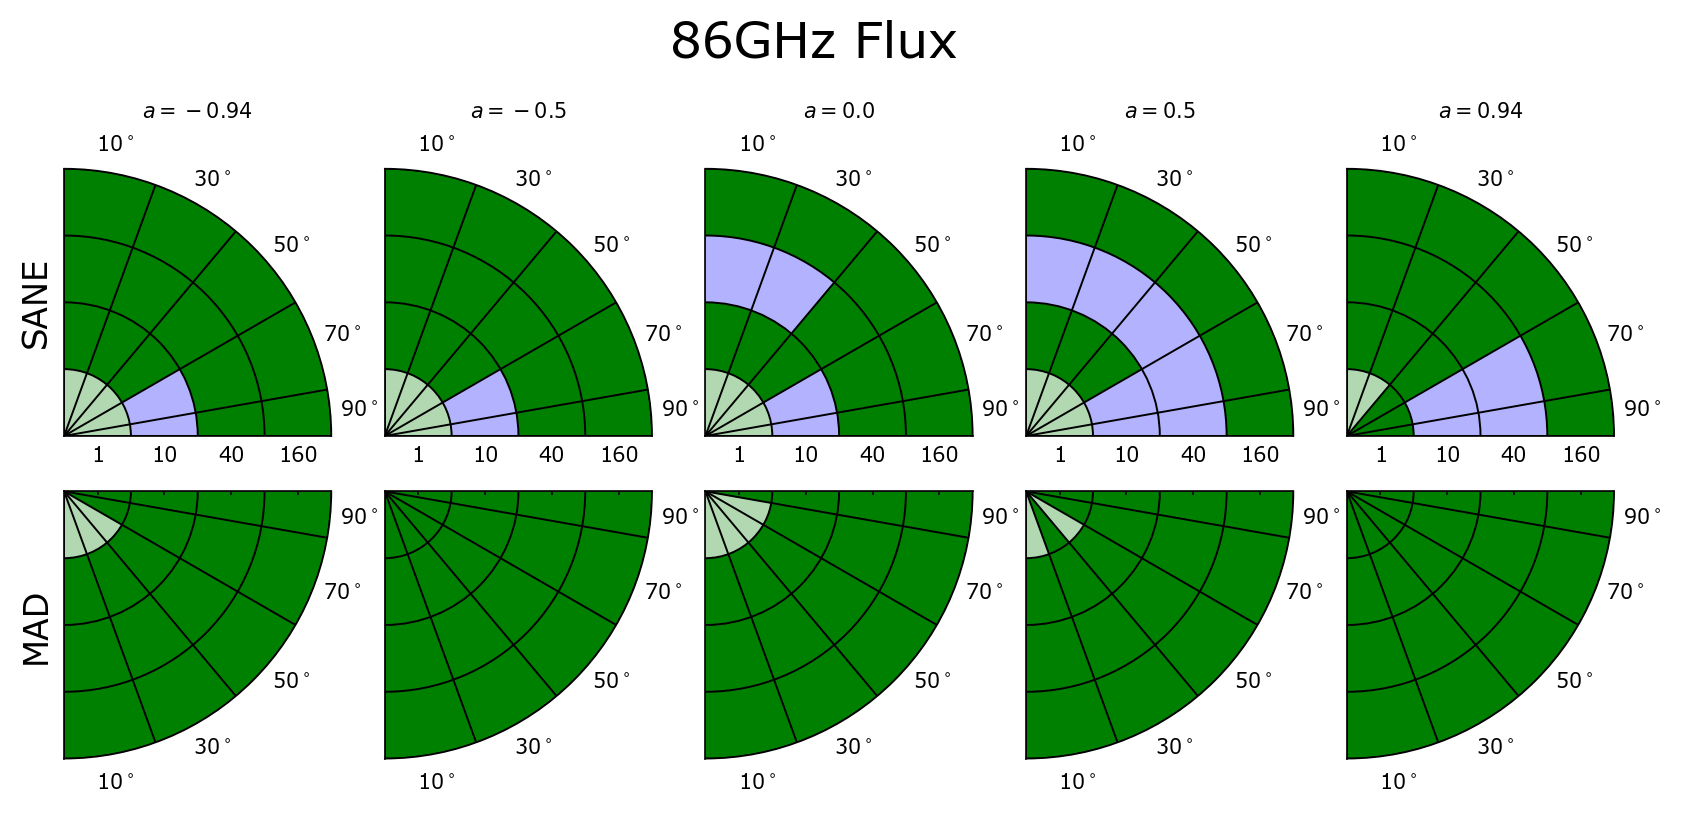 86GHz Flux
a = −0.94 a = −0.5 a = 0.0 a = 0.5 a = 0.94
10° 10° 10° 10° 10°
30° 30° 30° 30° 30°
50° 50° 50° 50° 50°
SANE
70° 70° 70° 70° 70°
90° 90° 90° 90° 90°
1 10 40 160 1 10 40 160 1 10 40 160 1 10 40 160 1 10 40 160
90° 90° 90° 90° 90°
70° 70° 70° 70° 70°
MAD
50° 50° 50° 50° 50°
30° 30° 30° 30° 30°
10° 10° 10° 10° 10°